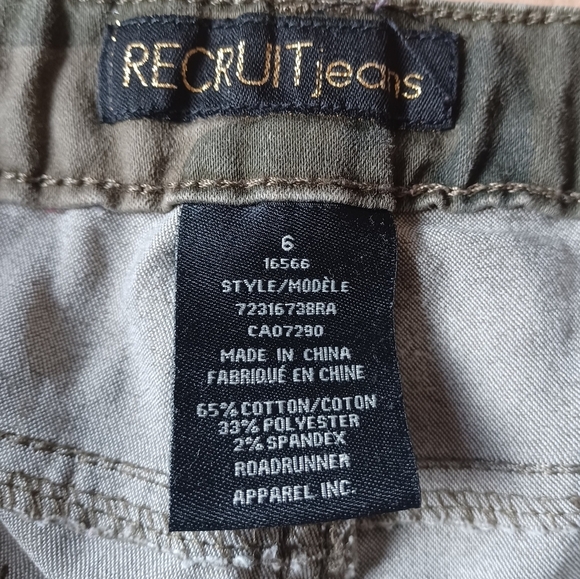 RECRUIT jeans
6
16566
STYLE/MODÈLE
72316738RA
CA07290
MADE IN CHINA
FABRIQUÉ EN CHINE
65% COTTON/COTON
33% POLYESTER
2% SPANDEX
ROADRUNNER
APPAREL INC.